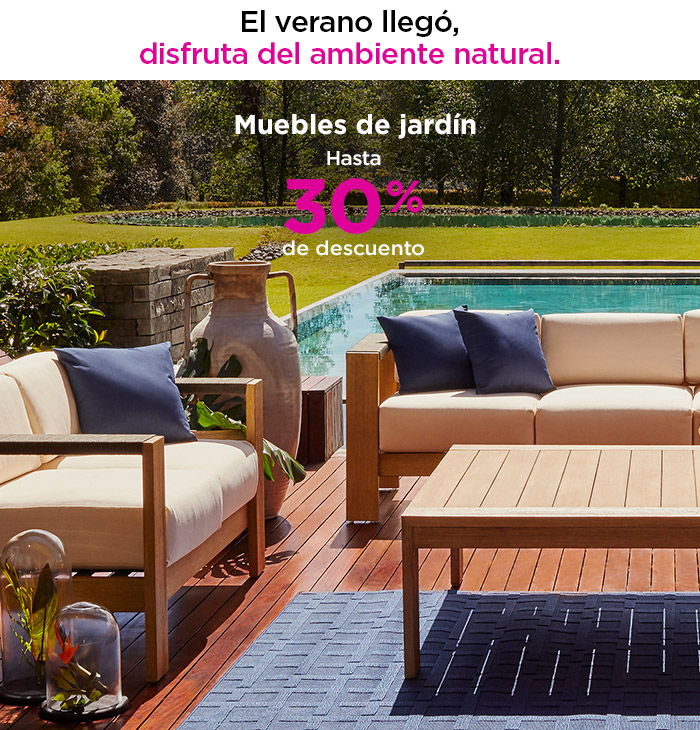 El verano llegó,
disfruta del ambiente natural.
Muebles de jardín
Hasta
30%
de descuento